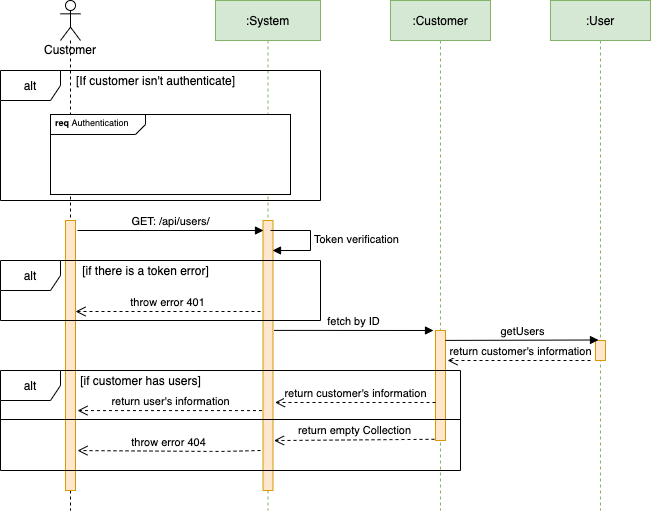 :System
:Customer
:User
Customer
alt
[If customer isn't authenticate]
req Authentication
GET: /api/users/
Token verification
alt
[if there is a token error]
throw error 401
fetch by ID
getUsers
return customer's information
alt
[if customer has users]
return customer's information
return user's information
return empty Collection
throw error 404